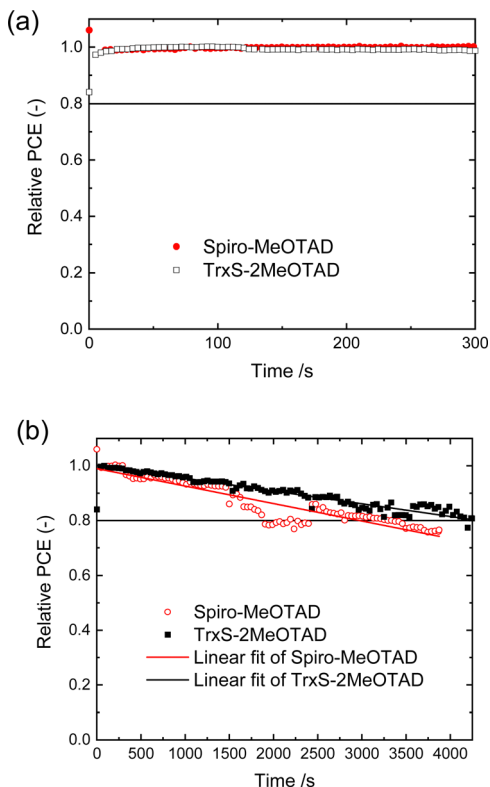 (a)
Relative PCE (-)
1.0
0.8
0.6
0.4
0.2
0.0
Spiro-MeOTAD
TrxS-2MeOTAD
0 100 200 300
Time /s
(b)
Relative PCE (-)
1.0
0.8
0.6
0.4
0.2
0.0
Spiro-MeOTAD
TrxS-2MeOTAD
Linear fit of Spiro-MeOTAD
Linear fit of TrxS-2MeOTAD
0 500 1000 1500 2000 2500 3000 3500 4000
Time /s